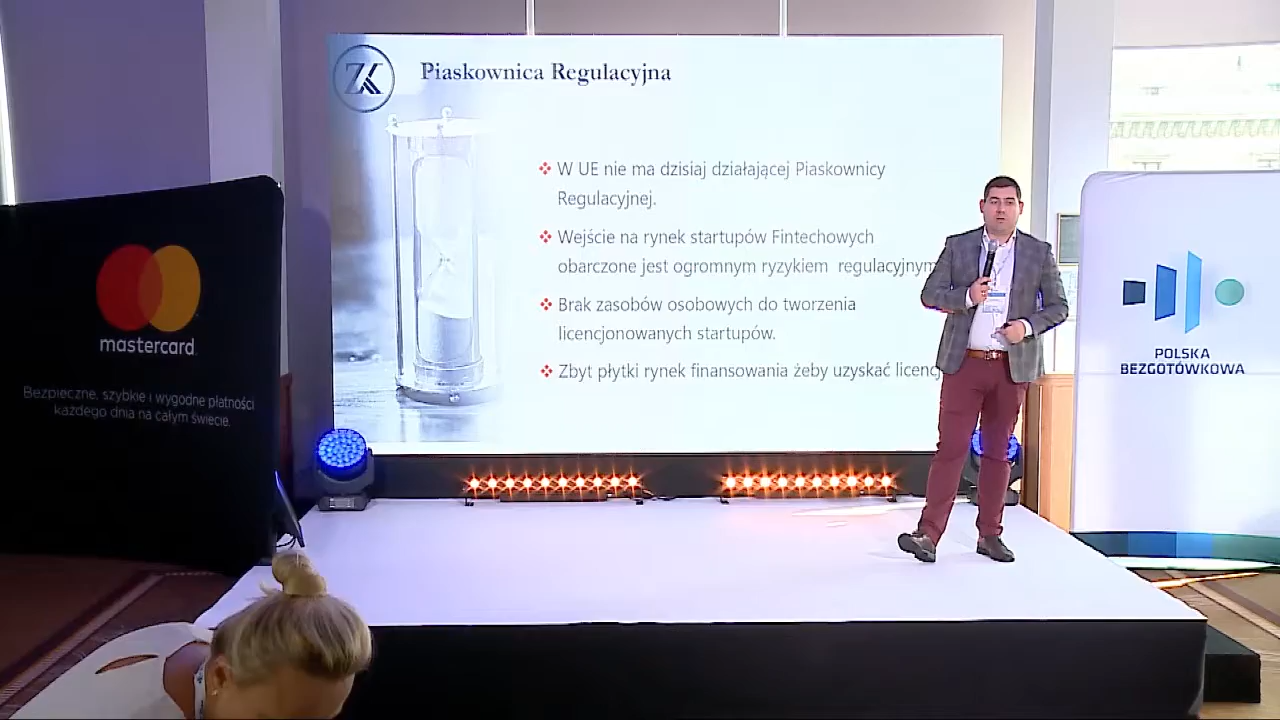 ZK
Piaskownica Regulacyjna
W UE nie ma dzisiaj działającej Piaskownicy
Regulacyjnej.
Wejście na rynek startupów Fintechowych
obarczone jest ogromnym ryzykiem regulacyjnym
Brak zasobów osobowych do tworzenia
licencjonowanych startupów.
Zbyt płytki rynek finansowania żeby uzyskać
mastercard
Bezpieczne, szybkie i wygodne płatności
każdego dnia na całym świecie.
POLSKA
BEZGOTÓWKOWA